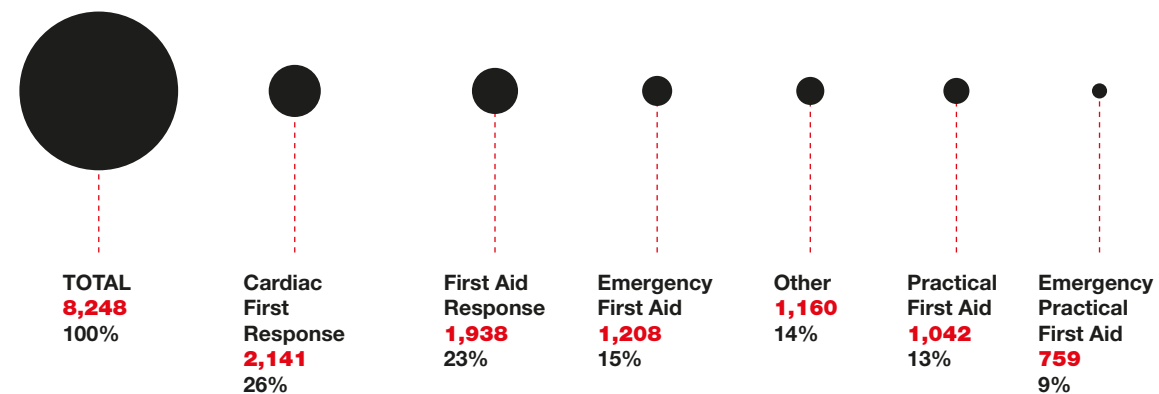 TOTAL
8,248
100%
Cardiac
First
Response
2,141
26%
First Aid
Response
1,938
23%
Emergency
First Aid
1,208
15%
Other
1,160
14%
Practical
First Aid
1,042
13%
Emergency
Practical
First Aid
759
9%